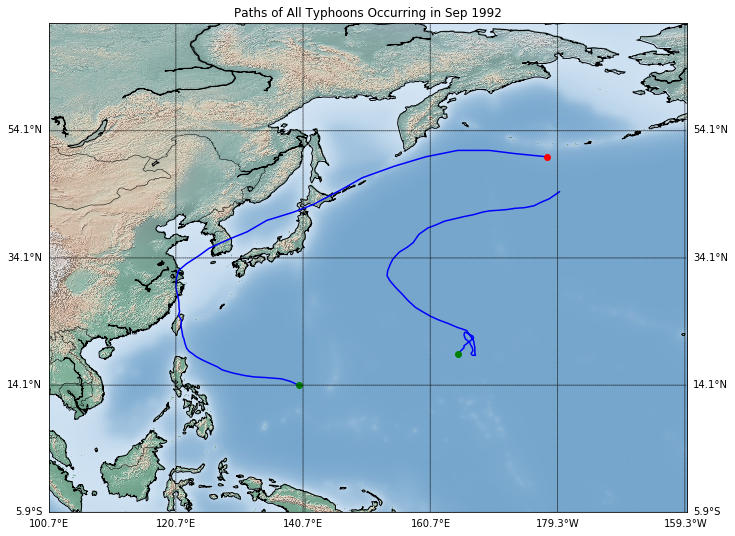 Paths of All Typhoons Occurring in Sep 1992
54.1°N 54.1°N
34.1°N 34.1°N
14.1°N 14.1°N
5.9°S 5.9°S
100.7°E 120.7°E 140.7°E 160.7°E 179.3°W 159.3°W